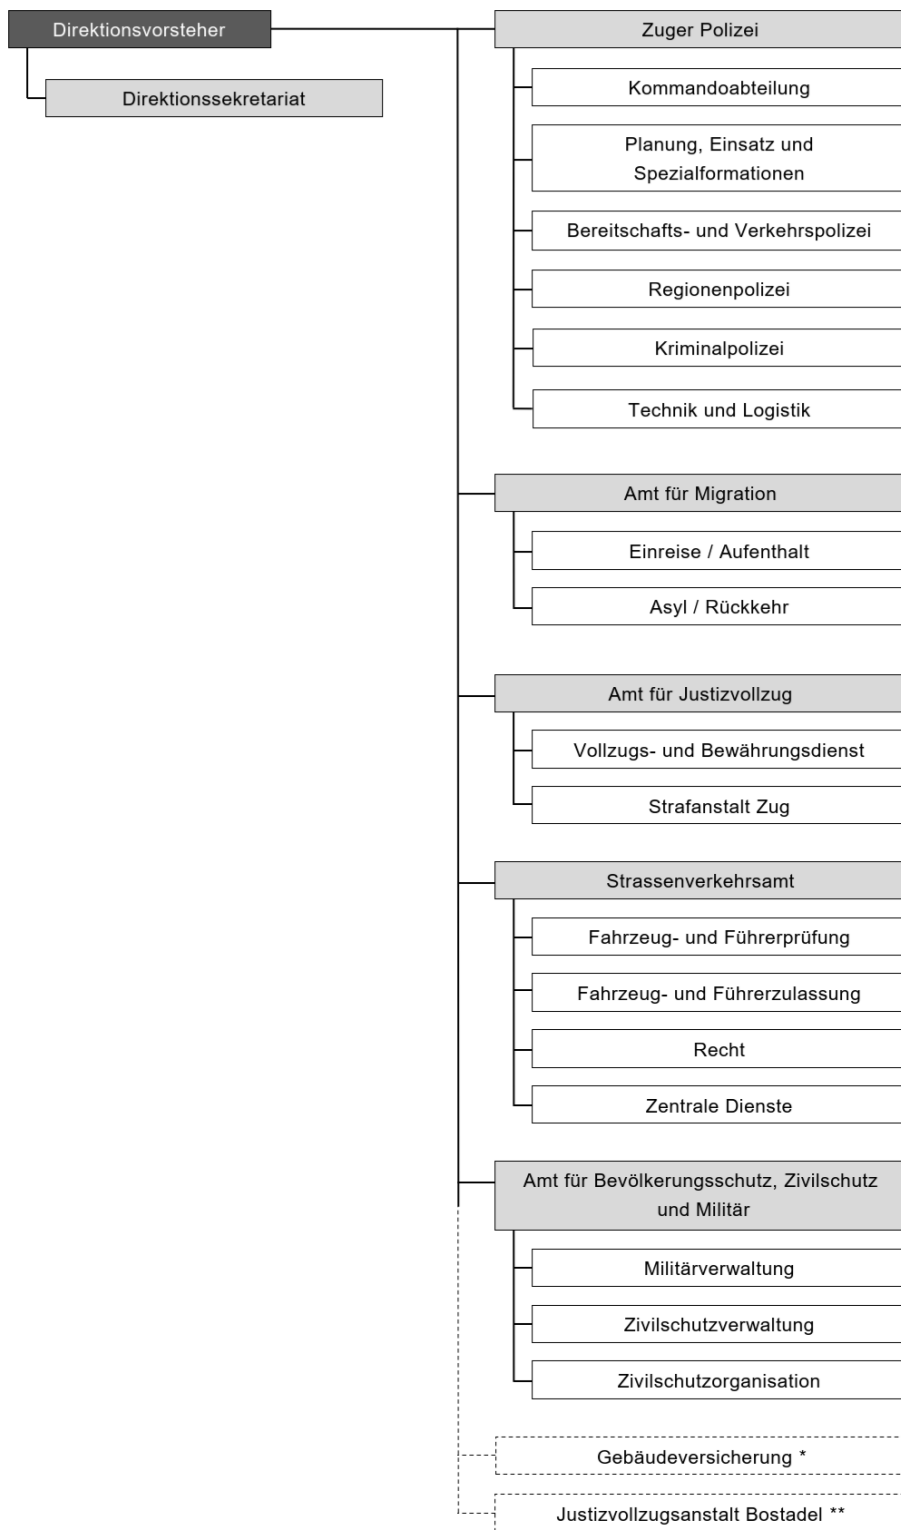 Direktionsvorsteher
Direktionssekretariat
Zuger Polizei
Kommandoabteilung
Planung, Einsatz und
Spezialformationen
Bereitschafts- und Verkehrspolizei
Regionenpolizei
Kriminalpolizei
Technik und Logistik
Amt für Migration
Einreise / Aufenthalt
Asyl / Rückkehr
Amt für Justizvollzug
Vollzugs- und Bewährungsdienst
Strafanstalt Zug
Strassenverkehrsamt
Fahrzeug- und Führerprüfung
Fahrzeug- und Führerzulassung
Recht
Zentrale Dienste
Amt für Bevölkerungsschutz, Zivilschutz
und Militär
Militärverwaltung
Zivilschutzverwaltung
Zivilschutzorganisation
Gebäudeversicherung *
Justizvollzugsanstalt Bostadel **